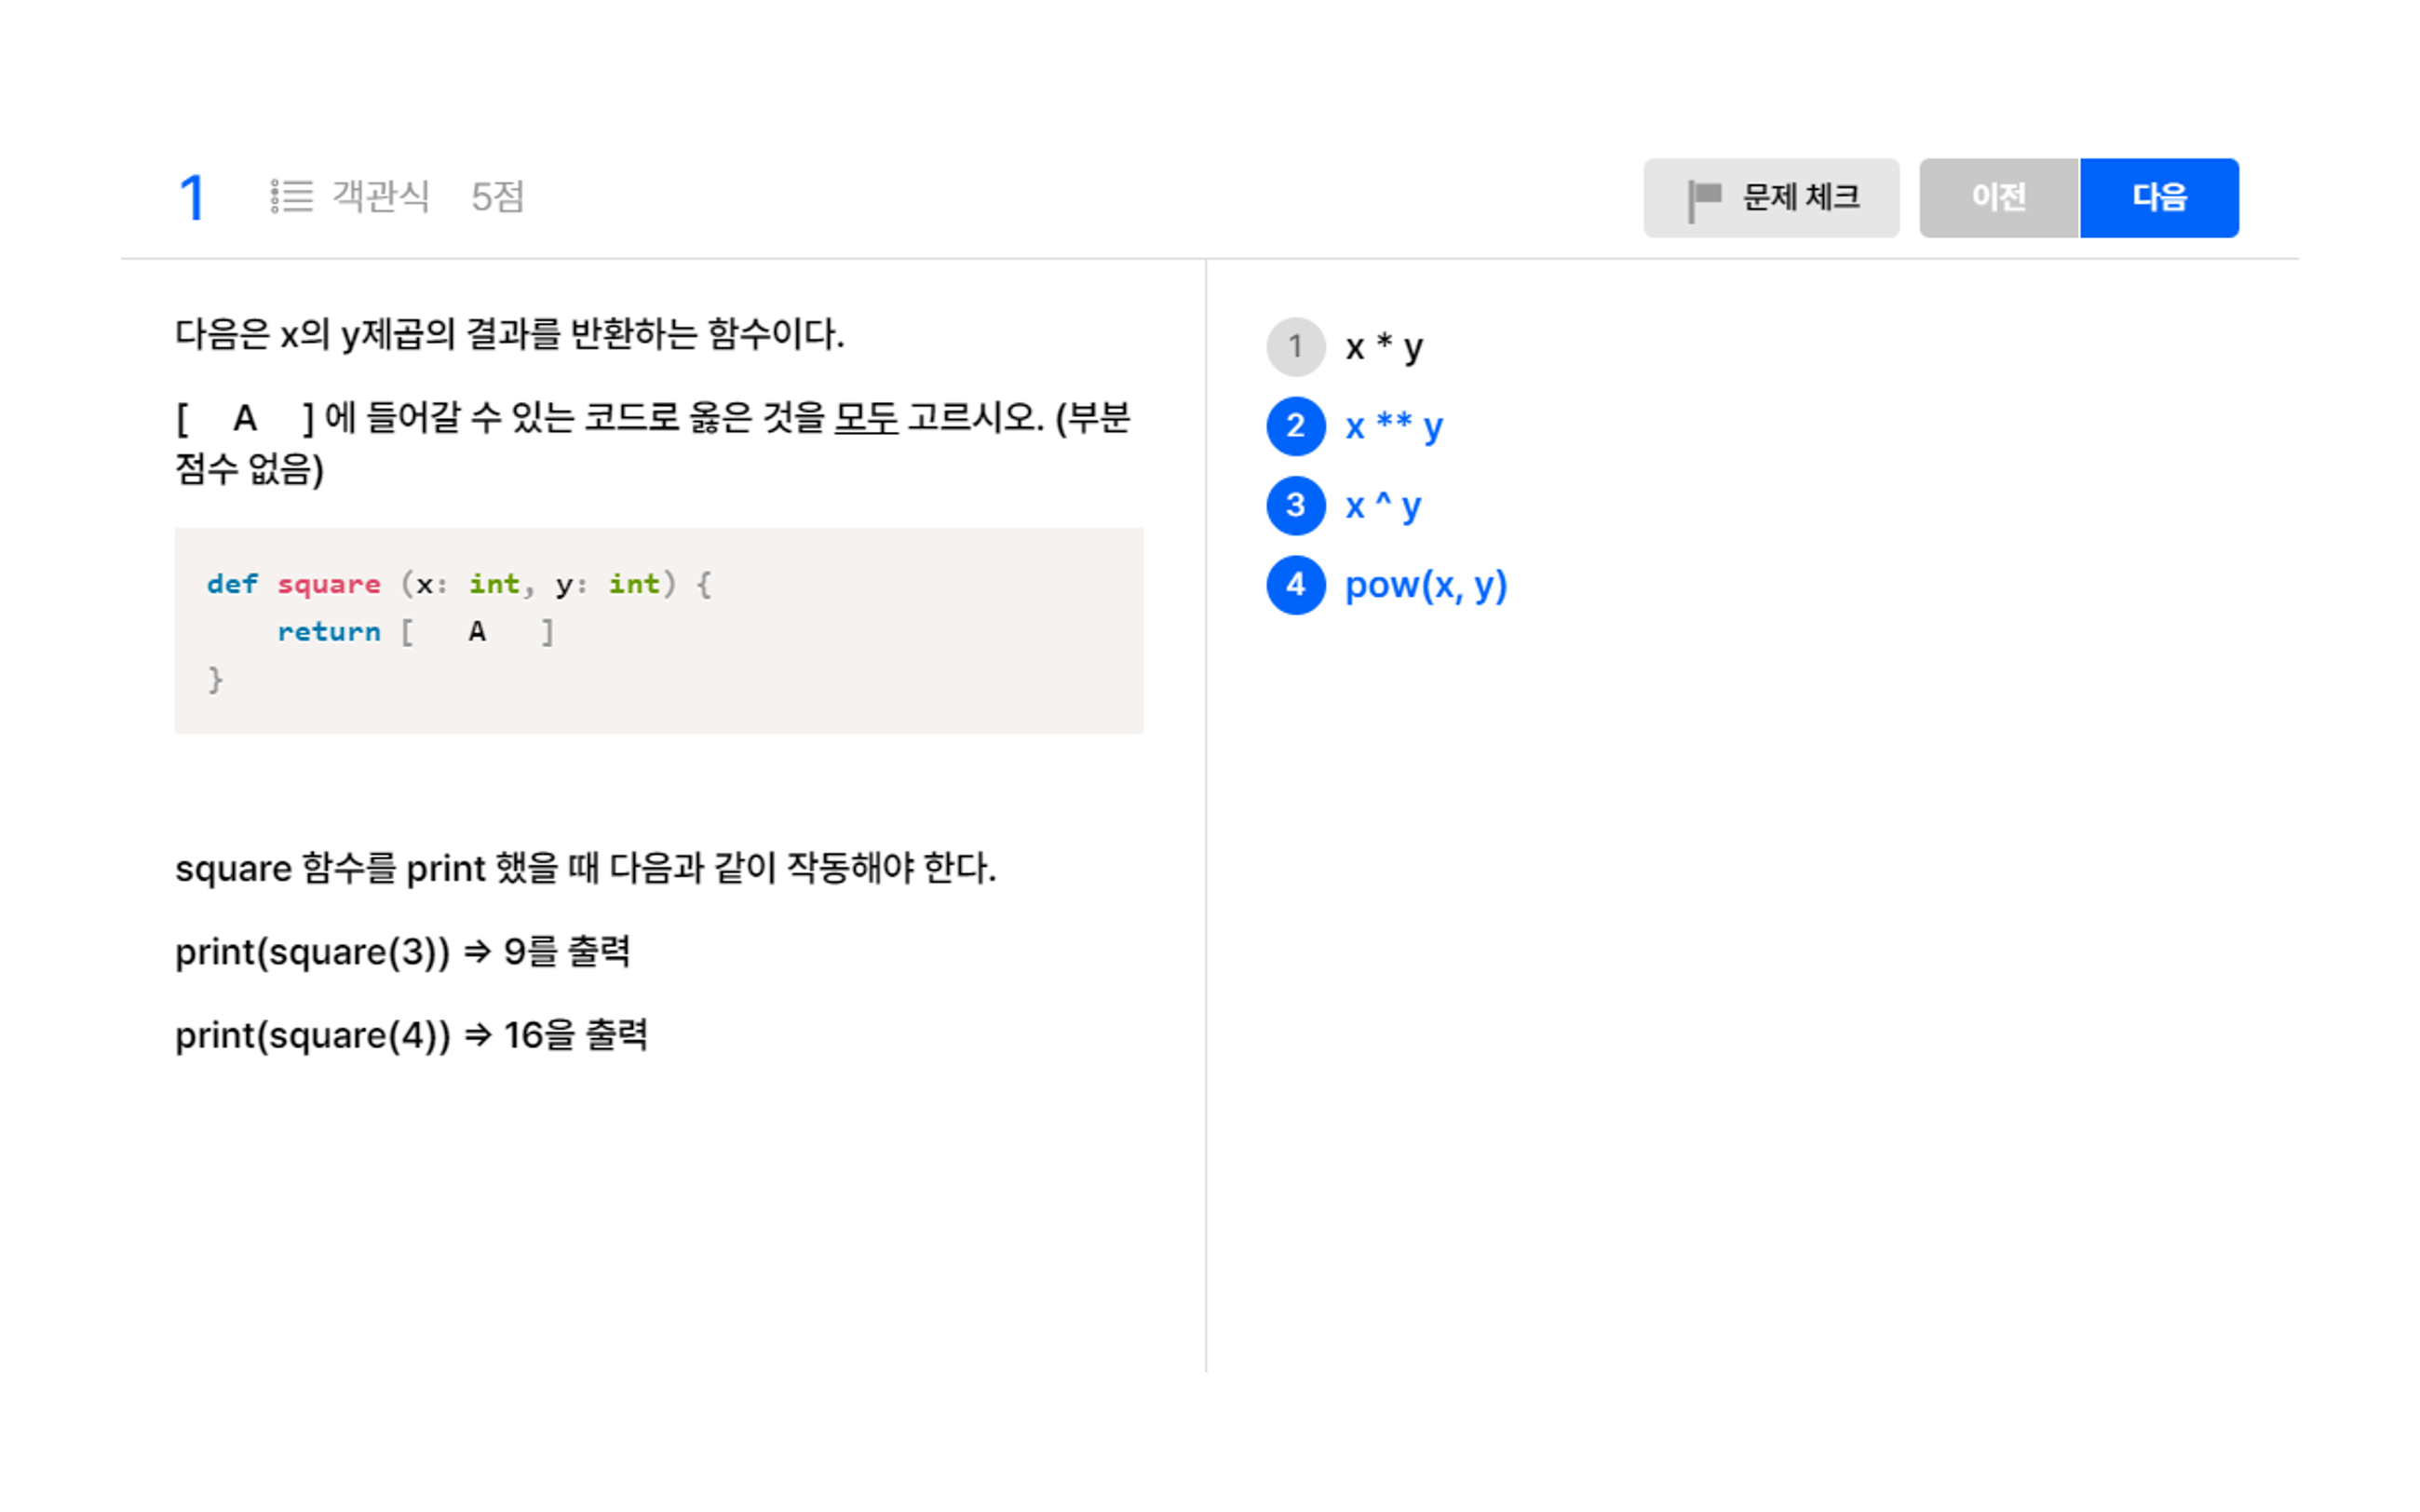 1 객관식 5점
문제 체크 이전 다음
다음은 x의 y제곱의 결과를 반환하는 함수이다.
[ A ] 에 들어갈 수 있는 코드로 옳은 것을 모두 고르시오. (부분
점수 없음)
def square (x: int, y: int) {
    return [ A ]
}
square 함수를 print 했을 때 다음과 같이 작동해야 한다.
print(square(3)) ⇒ 9를 출력
print(square(4)) ⇒ 16을 출력
1 x * y
2 x ** y
3 x ^ y
4 pow(x, y)